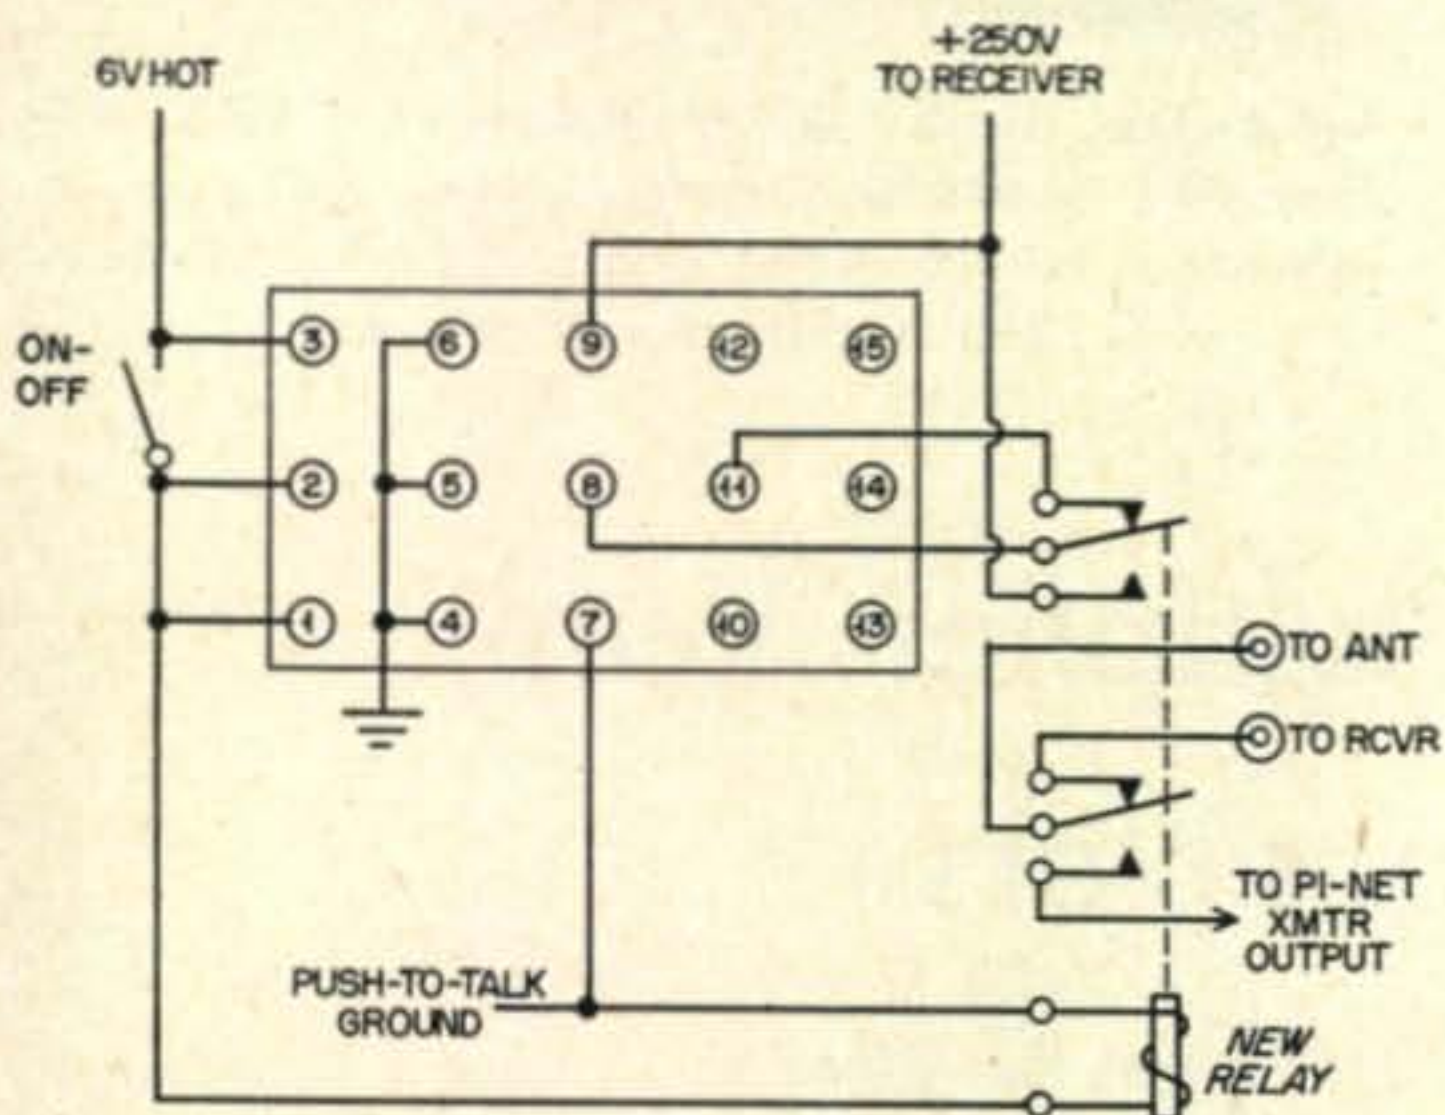 6V HOT
+250V
TO RECEIVER
ON-
OFF
3
6
9
12
15
2
5
8
11
14
1
4
7
10
13
TO ANT
TO RCVR
TO PI-NET
XMTR
OUTPUT
PUSH-TO-TALK
GROUND
NEW
RELAY